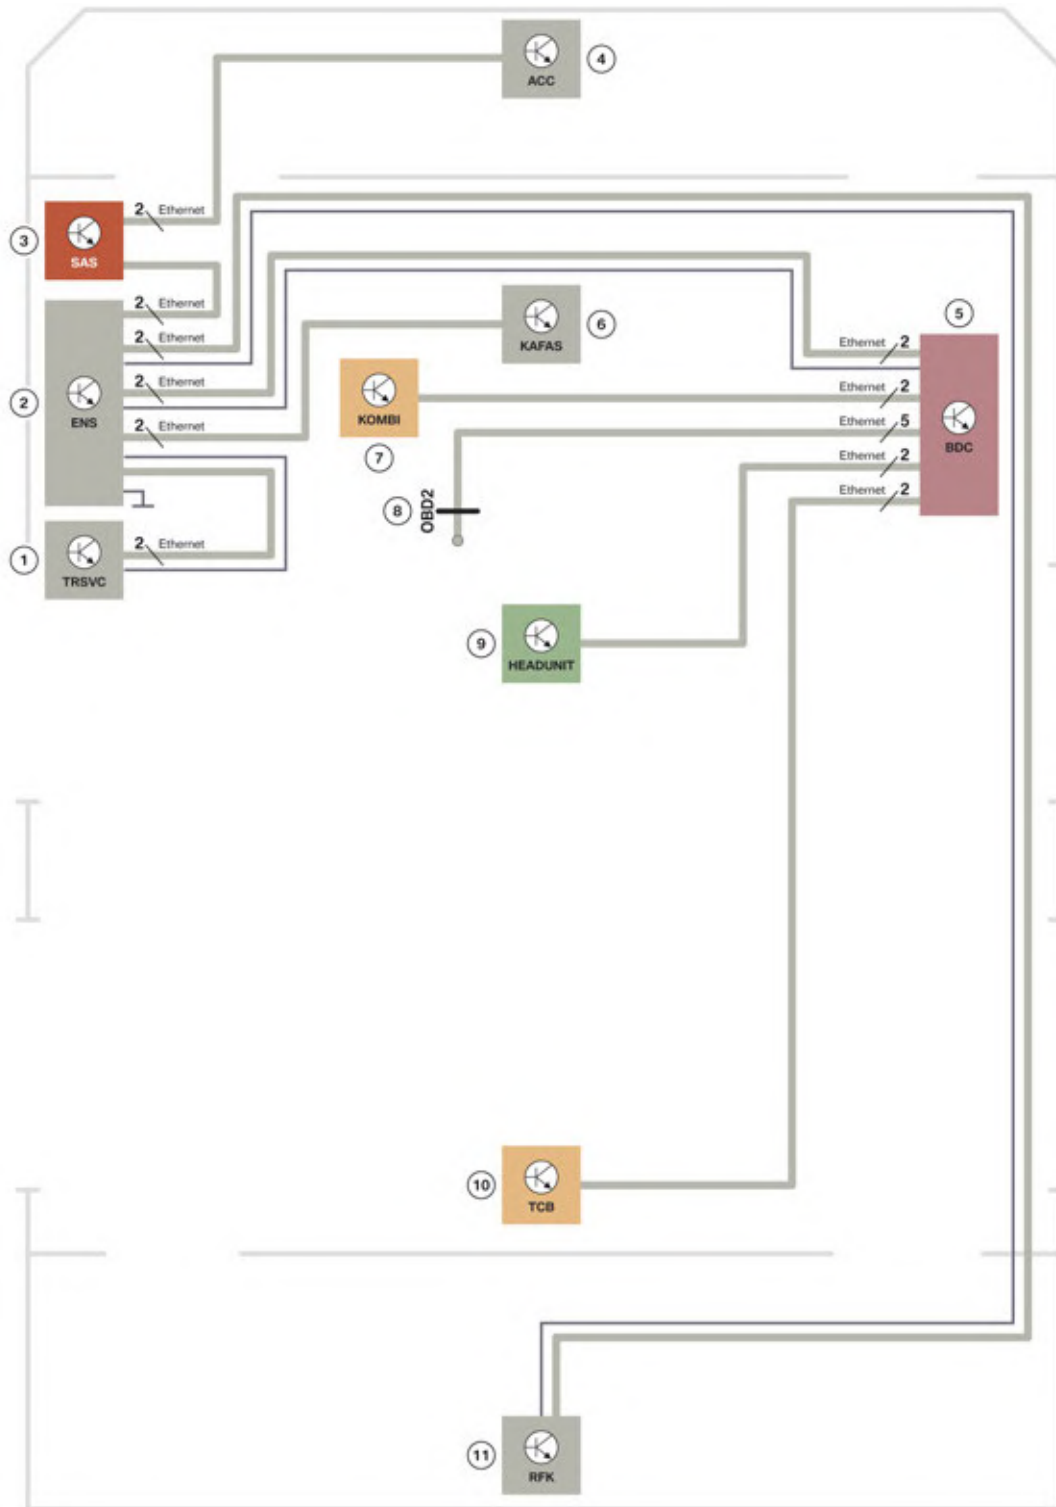 ACC
4
2 Ethernet
3
SAS
2 Ethernet
2 Ethernet
2
ENS
2 Ethernet
2 Ethernet
KAFAS
6
5
Ethernet 2
KOMBI
7
Ethernet 2
Ethernet 5
BDC
Ethernet 2
Ethernet 2
8
OBD2
2 Ethernet
1
TRSVC
9
HEADUNIT
10
TCB
11
RFK